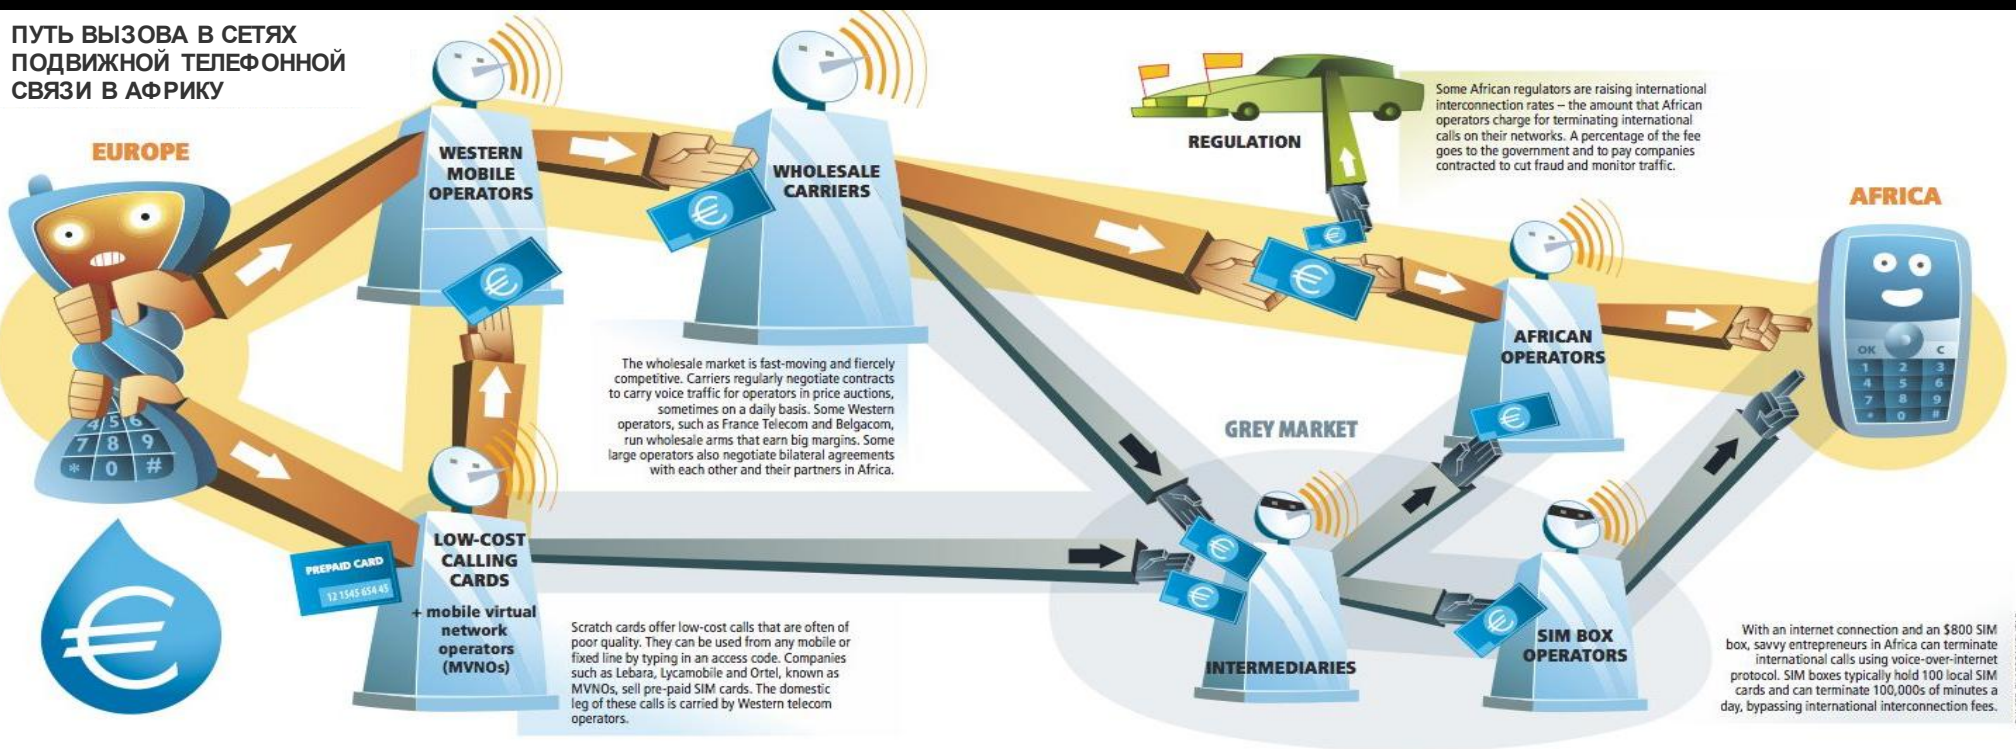 ПУТЬ ВЫЗОВА В СЕТЯХ
ПОДВИЖНОЙ ТЕЛЕФОННОЙ
СВЯЗИ В АФРИКУ
EUROPE
4 5 6
7 8 9
* 0 #
WESTERN
MOBILE
OPERATORS
€
WHOLESALE
CARRIERS
€
The wholesale market is fast-moving and fiercely
competitive. Carriers regularly negotiate contracts
to carry voice traffic for operators in price auctions,
sometimes on a daily basis. Some Western
operators, such as France Telecom and Belgacom,
run wholesale arms that earn big margins. Some
large operators also negotiate bilateral agreements
with each other and their partners in Africa.
REGULATION
Some African regulators are raising international
interconnection rates – the amount that African
operators charge for terminating international
calls on their networks. A percentage of the fee
goes to the government and to pay companies
contracted to cut fraud and monitor traffic.
€
€
AFRICAN
OPERATORS
€
AFRICA
OK C
1 2 3
4 5 6
7 8 9
* 0 #
€
PREPAID CARD
12 1545 654 45
LOW-COST
CALLING
CARDS
+ mobile virtual
network
operators
(MVNOs)
Scratch cards offer low-cost calls that are often of
poor quality. They can be used from any mobile or
fixed line by typing in an access code. Companies
such as Lebara, Lycamobile and Ortel, known as
MVNOs, sell pre-paid SIM cards. The domestic
leg of these calls is carried by Western telecom
operators.
GREY MARKET
€
€
INTERMEDIARIES
€
SIM BOX
OPERATORS
With an internet connection and an $800 SIM
box, savvy entrepreneurs in Africa can terminate
international calls using voice-over-internet
protocol. SIM boxes typically hold 100 local SIM
cards and can terminate 100,000s of minutes a
day, bypassing international interconnection fees.